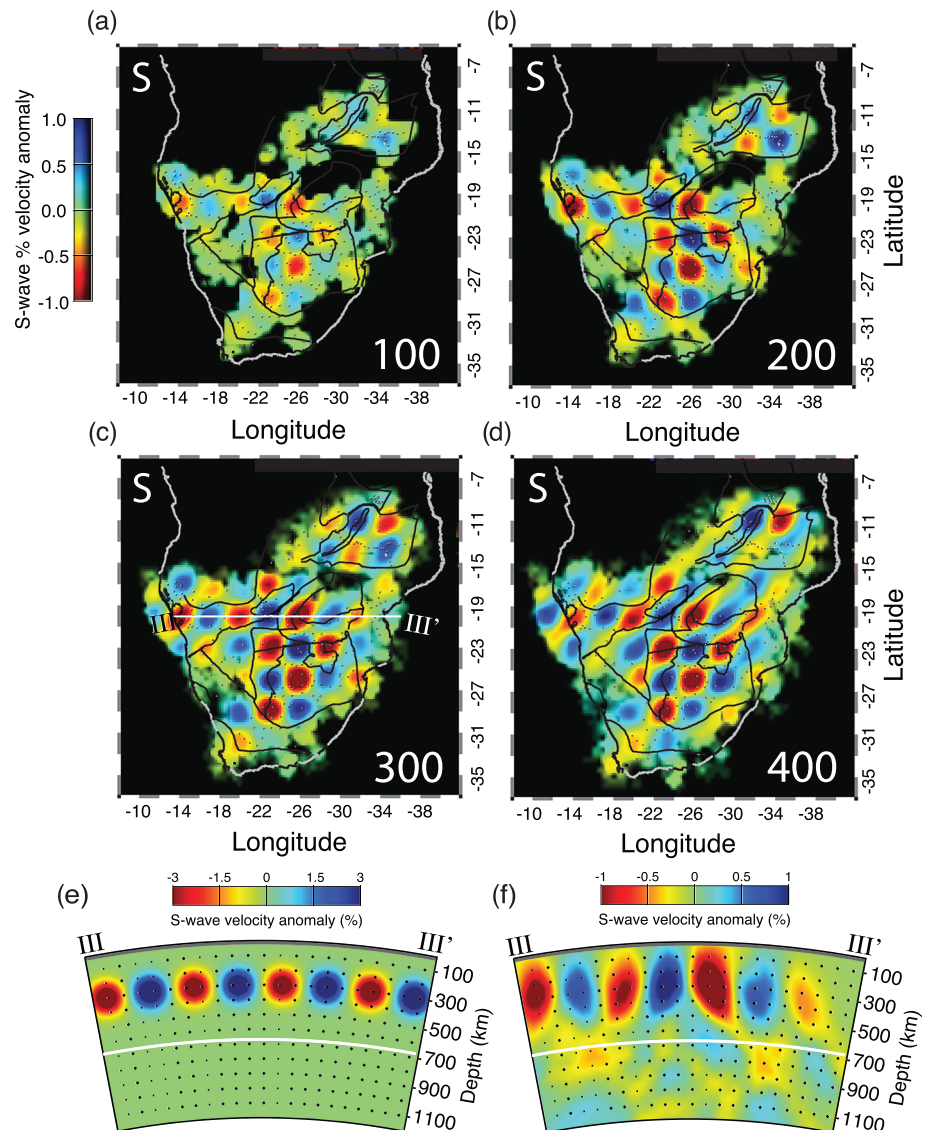 (a)
(b)
S
S
S-wave % velocity anomaly
1.0
0.5
0.0
-0.5
-1.0
-7
-11
-15
-19
-23
-27
-31
-35
Latitude
-7
-11
-15
-19
-23
-27
-31
-35
100
200
-10 -14 -18 -22 -26 -30 -34 -38
-10 -14 -18 -22 -26 -30 -34 -38
Longitude
Longitude
(c)
(d)
S
S
III
III'
-7
-11
-15
-19
-23
-27
-31
-35
Latitude
-7
-11
-15
-19
-23
-27
-31
-35
300
400
-10 -14 -18 -22 -26 -30 -34 -38
-10 -14 -18 -22 -26 -30 -34 -38
Longitude
Longitude
(e)
-3 -1.5 0 1.5 3
S-wave velocity anomaly (%)
III
III'
100
300
500
700
900
1100
Depth (km)
(f)
-1 -0.5 0 0.5 1
S-wave velocity anomaly (%)
III
III'
100
300
500
700
900
1100
Depth (km)